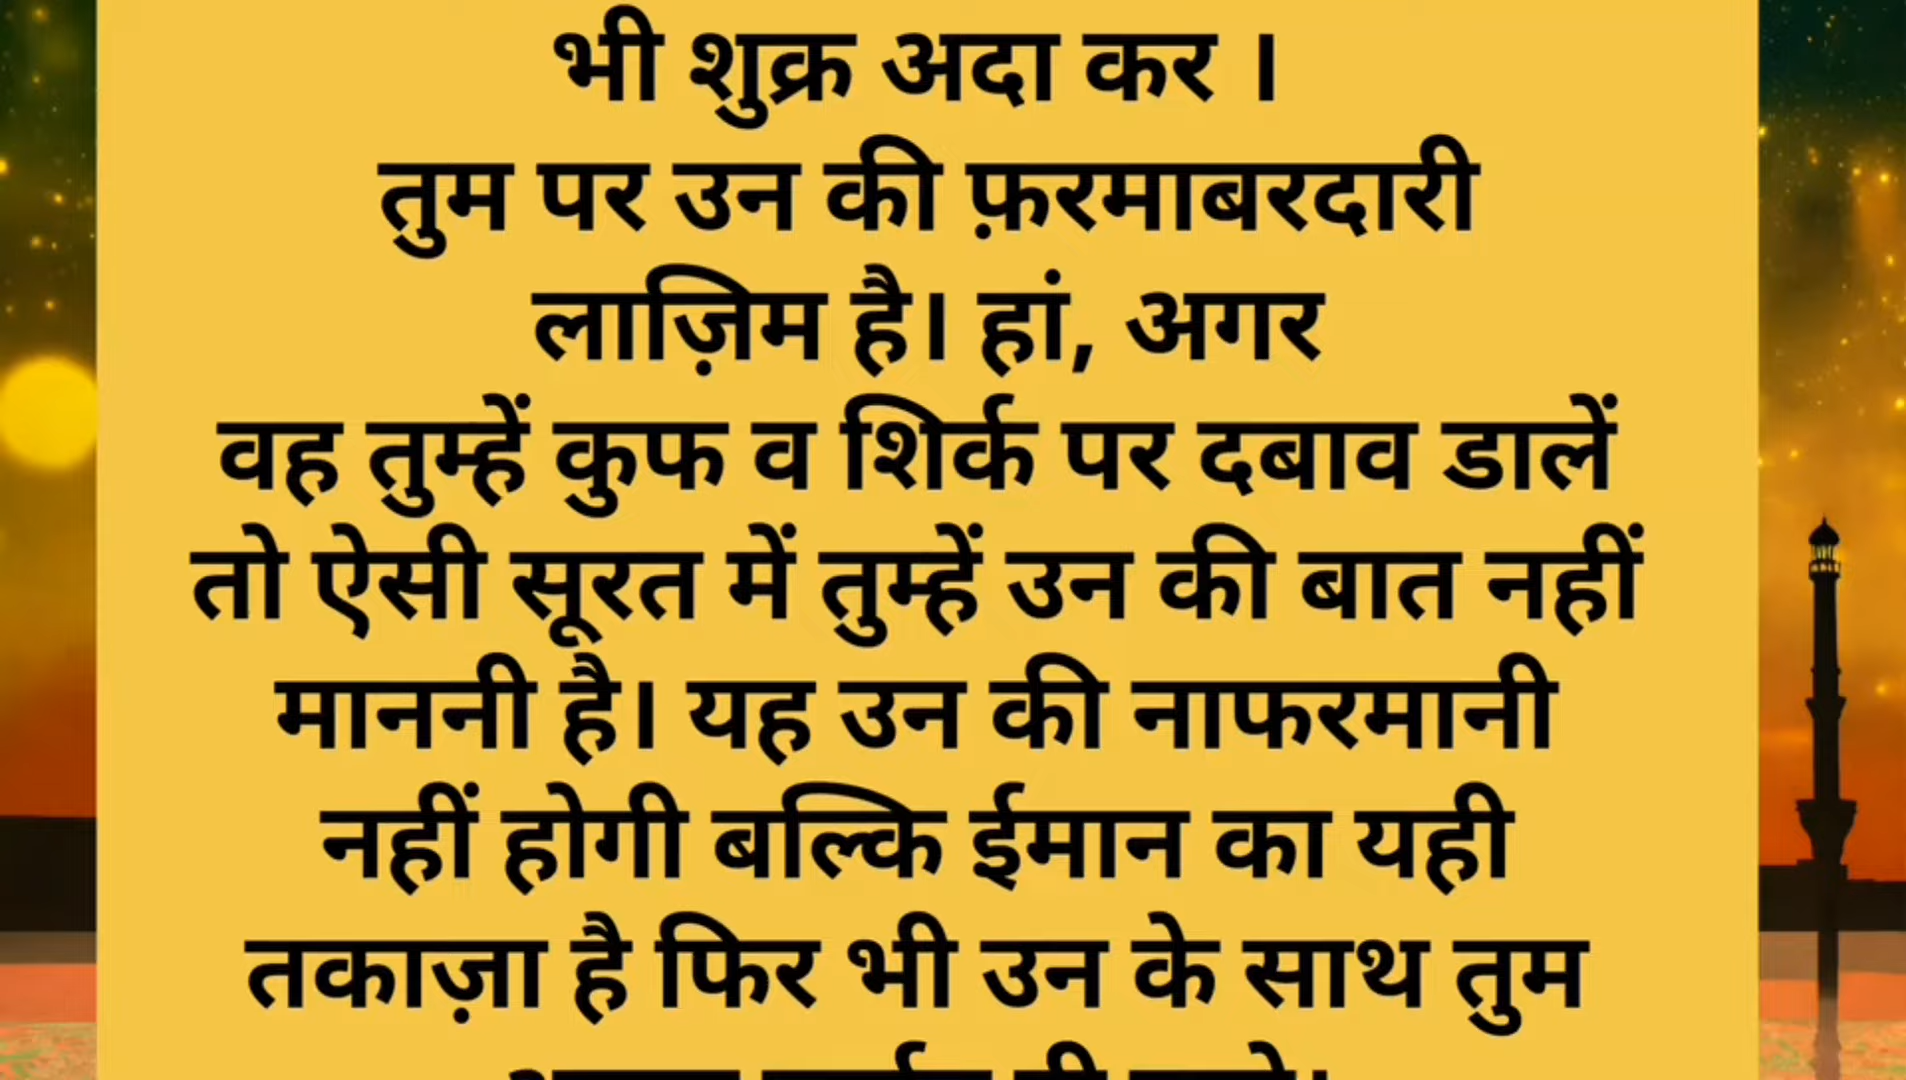 भी शुक्र अदा कर ।
तुम पर उन की फ़रमाबरदारी
लाज़िम है। हां, अगर
वह तुम्हें कुफ व शिर्क पर दबाव डालें
तो ऐसी सूरत में तुम्हें उन की बात नहीं
माननी है। यह उन की नाफरमानी
नहीं होगी बल्कि ईमान का यही
तकाज़ा है फिर भी उन के साथ तुम